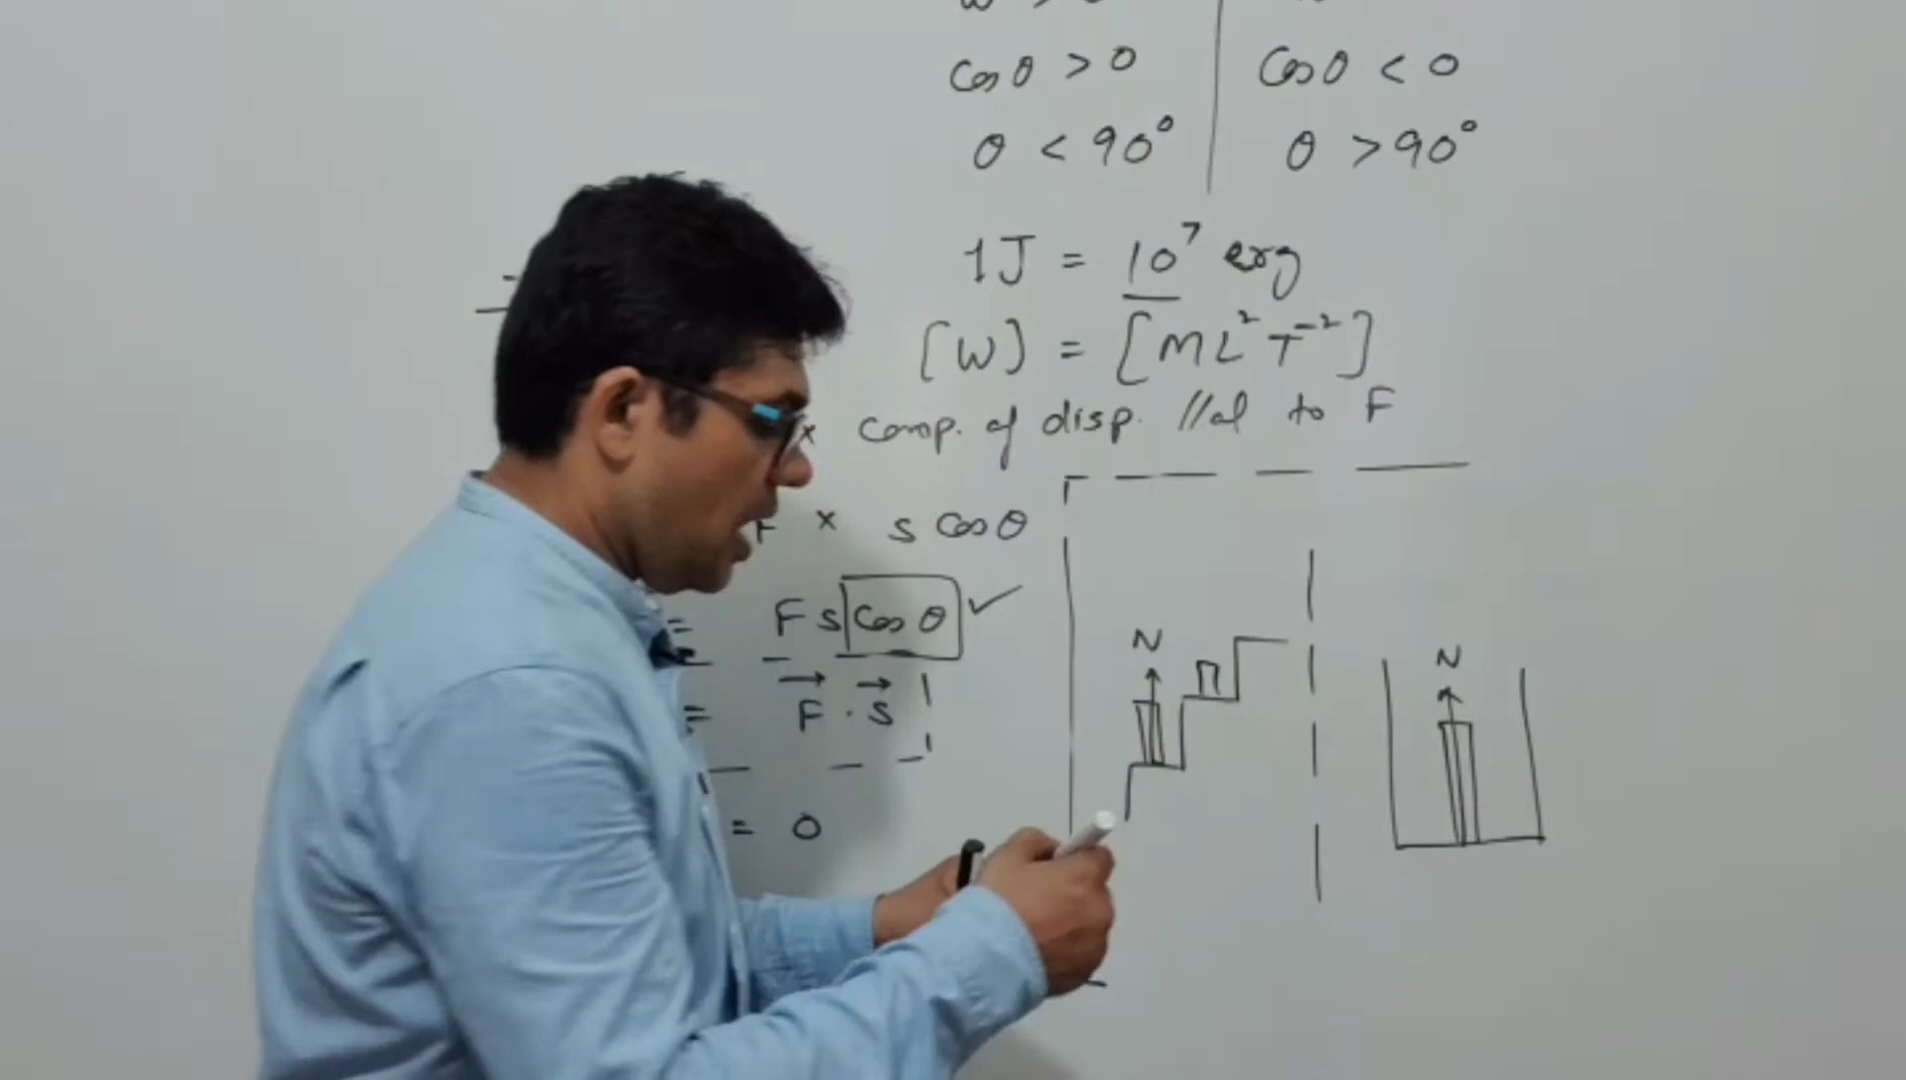 cos θ > 0 cos θ < 0
θ < 90° θ > 90°
1J = 10⁷ erg
[W] = [ML²T⁻²]
× comp. of disp. //al to F
F × s cos θ
= F s cos θ ✓
= F⃗ . s⃗
= 0
N N